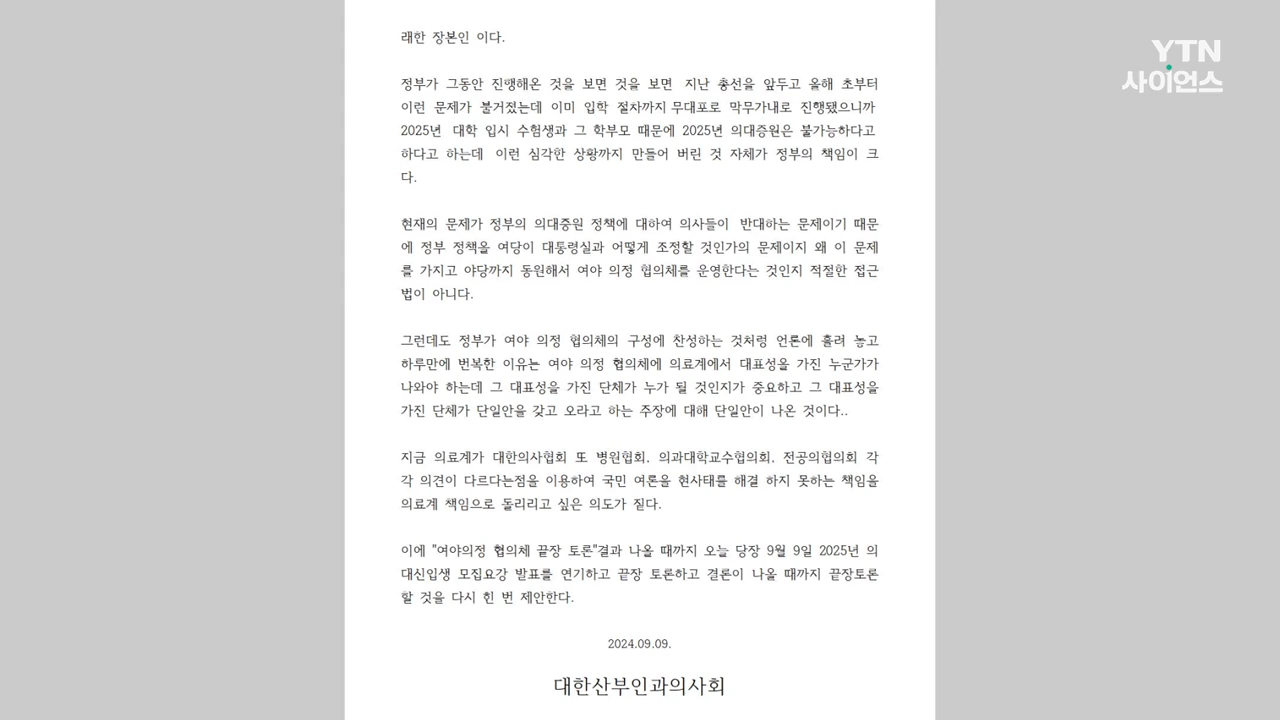 YTN
사이언스
래한 장본인 이다.
정부가 그동안 진행해온 것을 보면 것을 보면 지난 총선을 앞두고 올해 초부터
이런 문제가 불거졌는데 이미 입학 절차까지 무대포로 막무가내로 진행됐으니까
2025년 대학 입시 수험생과 그 학부모 때문에 2025년 의대증원은 불가능하다고
하다고 하는데 이런 심각한 상황까지 만들어 버린 것 자체가 정부의 책임이 크
다.
현재의 문제가 정부의 의대증원 정책에 대하여 의사들이 반대하는 문제이기 때문
에 정부 정책을 여당이 대통령실과 어떻게 조정할 것인가의 문제이지 왜 이 문제
를 가지고 야당까지 동원해서 여야 의정 협의체를 운영한다는 것인지 적절한 접근
법이 아니다.
그런데도 정부가 여야 의정 협의체의 구성에 찬성하는 것처렁 언론에 흘려 놓고
하루만에 번복한 이유는 여야 의정 협의체에 의료계에서 대표성을 가진 누군가가
나와야 하는데 그 대표성을 가진 단체가 누가 될 것인지가 중요하고 그 대표성을
가진 단체가 단일안을 갖고 오라고 하는 주장에 대해 단일안이 나온 것이다..
지금 의료계가 대한의사협회 또 병원협회. 의과대학교수협의회. 전공의협의회 각
각 의견이 다르다는점을 이용하여 국민 여론을 현사태를 해결 하지 못하는 책임을
의료계 책임으로 돌리리고 싶은 의도가 짙다.
이에 "여야의정 협의체 끝장 토론"결과 나올 때까지 오늘 당장 9월 9일 2025년 의
대신입생 모집요강 발표를 연기하고 끝장 토론하고 결론이 나올 때까지 끝장토론
할 것을 다시 힌 번 제안한다.
2024.09.09.
대한산부인과의사회